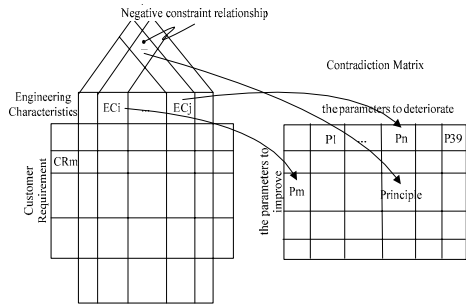 Negative constraint relationship
Contradiction Matrix
Engineering
Characteristics
ECi ... ECj
the parameters to deteriorate
P1 ... Pn P39
CRm
Customer
Requirement
the parameters to
improve
Pm
Principle